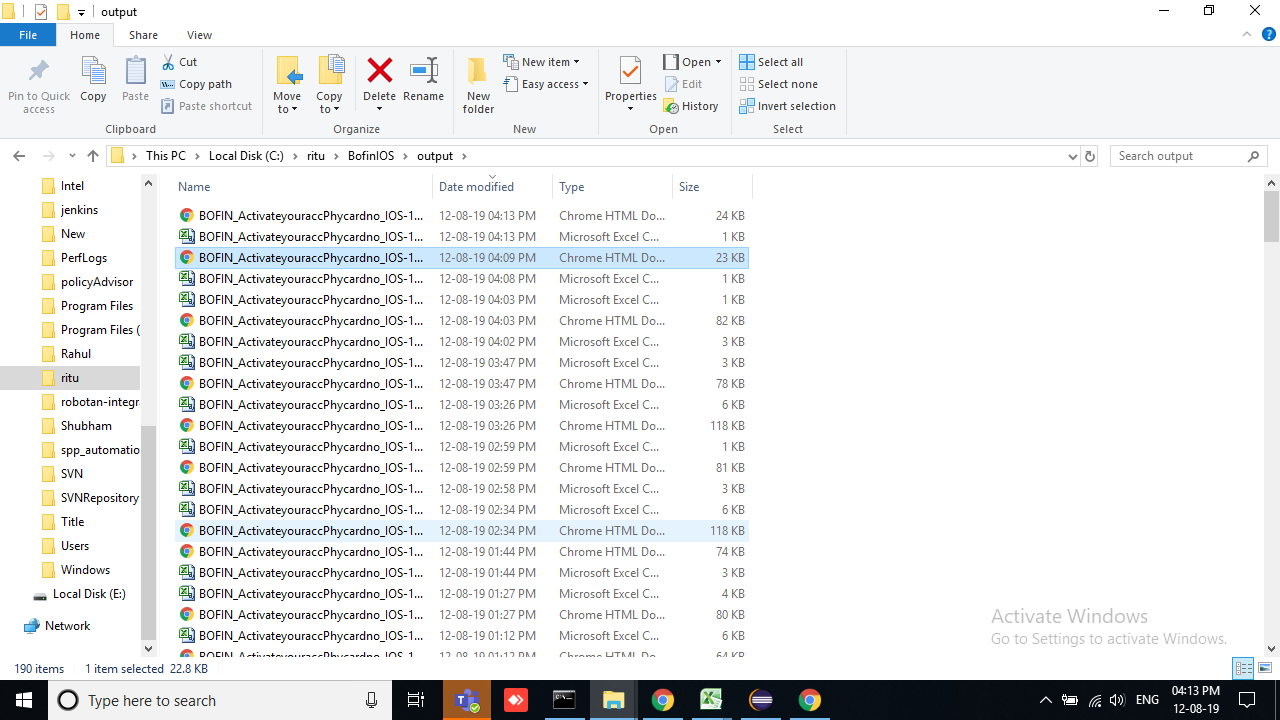 output
File Home Share View
Pin to Quick access
Copy
Paste
Cut
Copy path
Paste shortcut
Clipboard
Move to
Copy to
Delete
Rename
Organize
New folder
New item
Easy access
New
Properties
Open
Edit
History
Open
Select all
Select none
Invert selection
Select
This PC Local Disk (C:) ritu BofinIOS output
Search output
Intel
jenkins
New
PerfLogs
policyAdvisor
Program Files
Program Files (
Rahul
ritu
robotan-integr
Shubham
spp_automatio
SVN
SVNRepository
Title
Users
Windows
Local Disk (E:)
Network
Name Date modified Type Size
BOFIN_ActivateyouraccPhycardno_IOS-1... 12-08-19 04:13 PM Chrome HTML Do... 24 KB
BOFIN_ActivateyouraccPhycardno_IOS-1... 12-08-19 04:13 PM Microsoft Excel C... 1 KB
BOFIN_ActivateyouraccPhycardno_IOS-1... 12-08-19 04:09 PM Chrome HTML Do... 23 KB
BOFIN_ActivateyouraccPhycardno_IOS-1... 12-08-19 04:08 PM Microsoft Excel C... 1 KB
BOFIN_ActivateyouraccPhycardno_IOS-1... 12-08-19 04:03 PM Microsoft Excel C... 1 KB
BOFIN_ActivateyouraccPhycardno_IOS-1... 12-08-19 04:03 PM Chrome HTML Do... 82 KB
BOFIN_ActivateyouraccPhycardno_IOS-1... 12-08-19 04:02 PM Microsoft Excel C... 3 KB
BOFIN_ActivateyouraccPhycardno_IOS-1... 12-08-19 03:47 PM Microsoft Excel C... 3 KB
BOFIN_ActivateyouraccPhycardno_IOS-1... 12-08-19 03:47 PM Chrome HTML Do... 78 KB
BOFIN_ActivateyouraccPhycardno_IOS-1... 12-08-19 03:26 PM Microsoft Excel C... 6 KB
BOFIN_ActivateyouraccPhycardno_IOS-1... 12-08-19 03:26 PM Chrome HTML Do... 118 KB
BOFIN_ActivateyouraccPhycardno_IOS-1... 12-08-19 02:59 PM Microsoft Excel C... 1 KB
BOFIN_ActivateyouraccPhycardno_IOS-1... 12-08-19 02:59 PM Chrome HTML Do... 81 KB
BOFIN_ActivateyouraccPhycardno_IOS-1... 12-08-19 02:58 PM Microsoft Excel C... 3 KB
BOFIN_ActivateyouraccPhycardno_IOS-1... 12-08-19 02:34 PM Microsoft Excel C... 6 KB
BOFIN_ActivateyouraccPhycardno_IOS-1... 12-08-19 02:34 PM Chrome HTML Do... 118 KB
BOFIN_ActivateyouraccPhycardno_IOS-1... 12-08-19 01:44 PM Chrome HTML Do... 74 KB
BOFIN_ActivateyouraccPhycardno_IOS-1... 12-08-19 01:44 PM Microsoft Excel C... 3 KB
BOFIN_ActivateyouraccPhycardno_IOS-1... 12-08-19 01:27 PM Microsoft Excel C... 4 KB
BOFIN_ActivateyouraccPhycardno_IOS-1... 12-08-19 01:27 PM Chrome HTML Do... 80 KB
BOFIN_ActivateyouraccPhycardno_IOS-1... 12-08-19 01:12 PM Microsoft Excel C... 6 KB
BOFIN_ActivateyouraccPhycardno_IOS-1... 12-08-19 01:12 PM Chrome HTML Do... 64 KB
Activate Windows
Go to Settings to activate Windows.
190 items 1 item selected 22.8 KB
Type here to search
ENG
04:13 PM
12-08-19